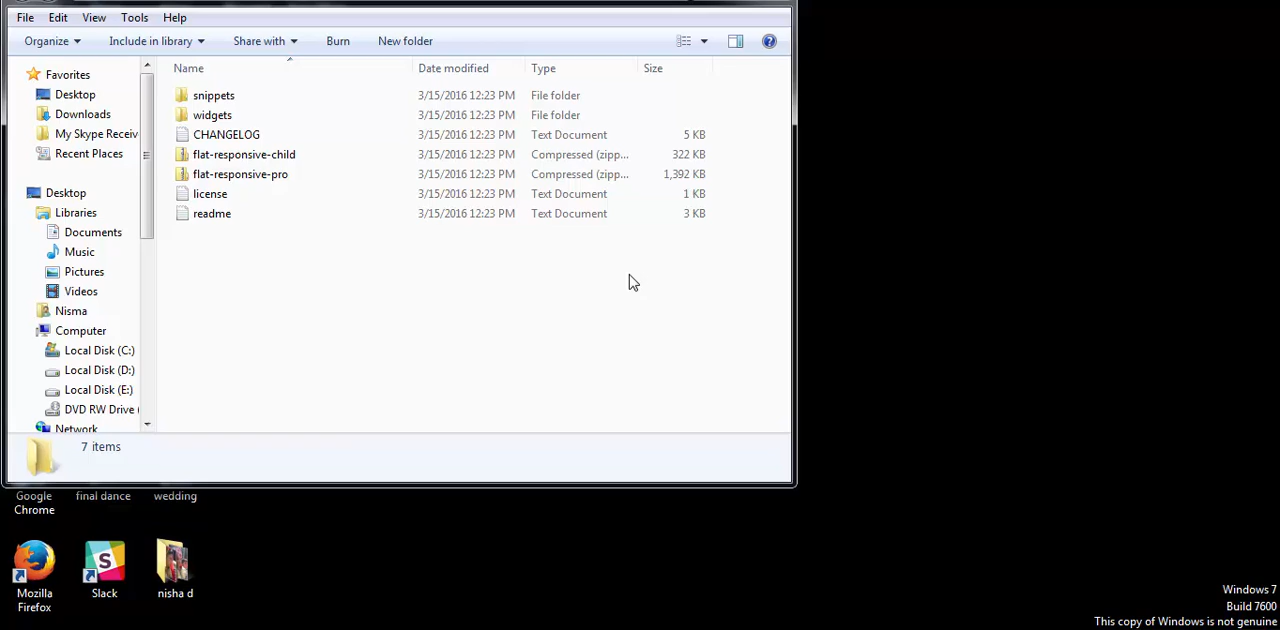 File Edit View Tools Help
Organize Include in library Share with Burn New folder
Name Date modified Type Size
Favorites
Desktop
Downloads
My Skype Receiv
Recent Places
Desktop
Libraries
Documents
Music
Pictures
Videos
Nisma
Computer
Local Disk (C:)
Local Disk (D:)
Local Disk (E:)
DVD RW Drive (
Network
snippets 3/15/2016 12:23 PM File folder
widgets 3/15/2016 12:23 PM File folder
CHANGELOG 3/15/2016 12:23 PM Text Document 5 KB
flat-responsive-child 3/15/2016 12:23 PM Compressed (zipp... 322 KB
flat-responsive-pro 3/15/2016 12:23 PM Compressed (zipp... 1,392 KB
license 3/15/2016 12:23 PM Text Document 1 KB
readme 3/15/2016 12:23 PM Text Document 3 KB
7 items
Google Chrome
final dance
wedding
Mozilla Firefox
S
Slack
nisha d
Windows 7
Build 7600
This copy of Windows is not genuine